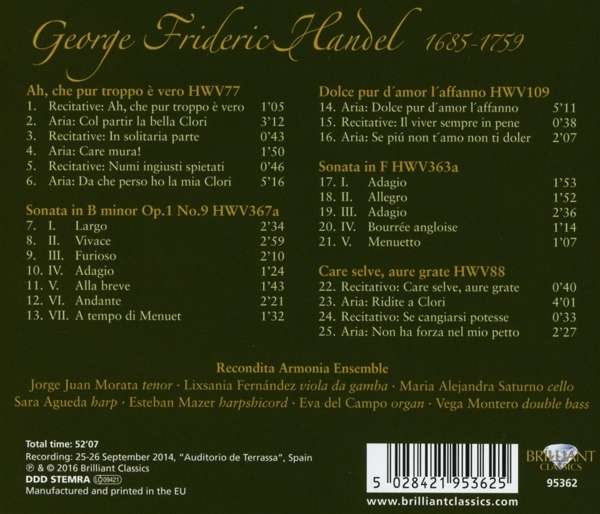 George Frideric Handel 1685-1759
Ah, che pur troppo è vero HWV77
1. Recitative: Ah, che pur troppo è vero 1'05
2. Aria: Col partir la bella Clori 3'12
3. Recitative: In solitaria parte 0'43
4. Aria: Care mura! 1'50
5. Recitative: Numi ingiusti spietati 0'46
6. Aria: Da che perso ho la mia Clori 5'16
Sonata in B minor Op.1 No.9 HWV367a
7. I. Largo 2'34
8. II. Vivace 2'59
9. III. Furioso 2'10
10. IV. Adagio 1'24
11. V. Alla breve 1'43
12. VI. Andante 2'21
13. VII. A tempo di Menuet 1'32
Dolce pur d´amor l´affanno HWV109
14. Aria: Dolce pur d´amor l´affanno 5'11
15. Recitative: Il viver sempre in pene 0'38
16. Aria: Se piú non t´amo non ti doler 2'07
Sonata in F HWV363a
17. I. Adagio 1'53
18. II. Allegro 1'52
19. III. Adagio 2'36
20. IV. Bourrée angloise 1'14
21. V. Menuetto 1'07
Care selve, aure grate HWV88
22. Recitativo: Care selve, aure grate 0'40
23. Aria: Ridite a Clori 4'01
24. Recitativo: Se cangiarsi potesse 0'33
25. Aria: Non ha forza nel mio petto 2'27
Recondita Armonia Ensemble
Jorge Juan Morata tenor · Lixsania Fernández viola da gamba · Maria Alejandra Saturno cello
Sara Águeda harp · Esteban Mazer harpshicord · Eva del Campo organ · Vega Montero double bass
Total time: 52'07
Recording: 25-26 September 2014, "Auditorio de Terrassa", Spain
℗ & © 2016 Brilliant Classics
DDD STEMRA LC 09421
Manufactured and printed in the EU
5 028421 953625
www.brilliantclassics.com
BRILLIANT
CLASSICS
95362